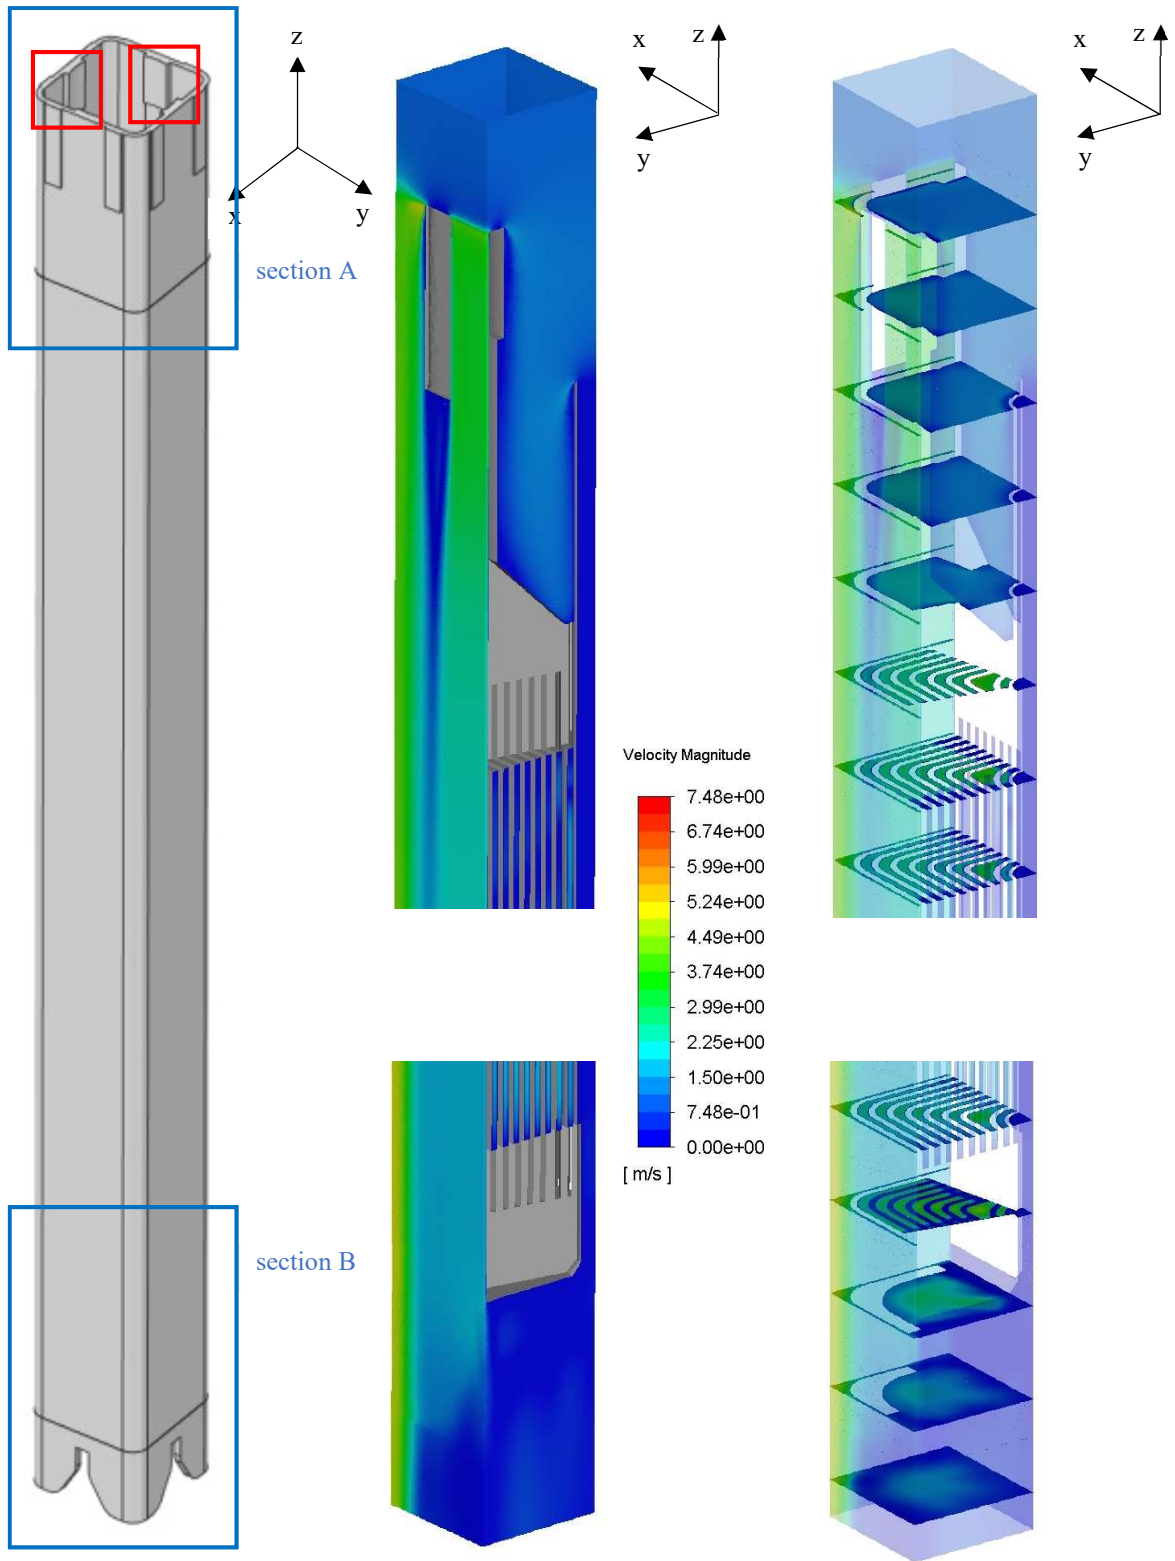 z
x
y
section A
section B
x
z
y
x
z
y
Velocity Magnitude
7.48e+00
6.74e+00
5.99e+00
5.24e+00
4.49e+00
3.74e+00
2.99e+00
2.25e+00
1.50e+00
7.48e-01
0.00e+00
[ m/s ]